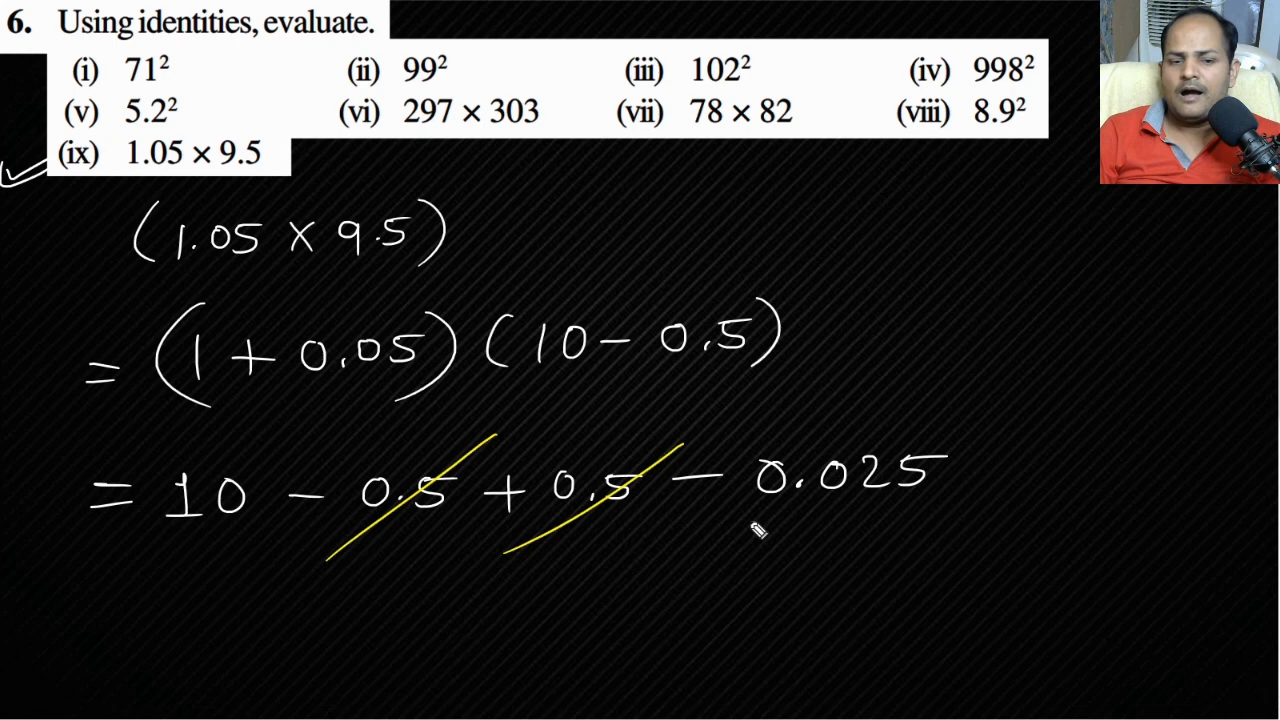 6. Using identities, evaluate.
(i) 71² (ii) 99² (iii) 102² (iv) 998²
(v) 5.2² (vi) 297 × 303 (vii) 78 × 82 (viii) 8.9²
(ix) 1.05 × 9.5
(1.05 × 9.5)
= (1 + 0.05) (10 - 0.5)
= 10 - 0.5 + 0.5 - 0.025